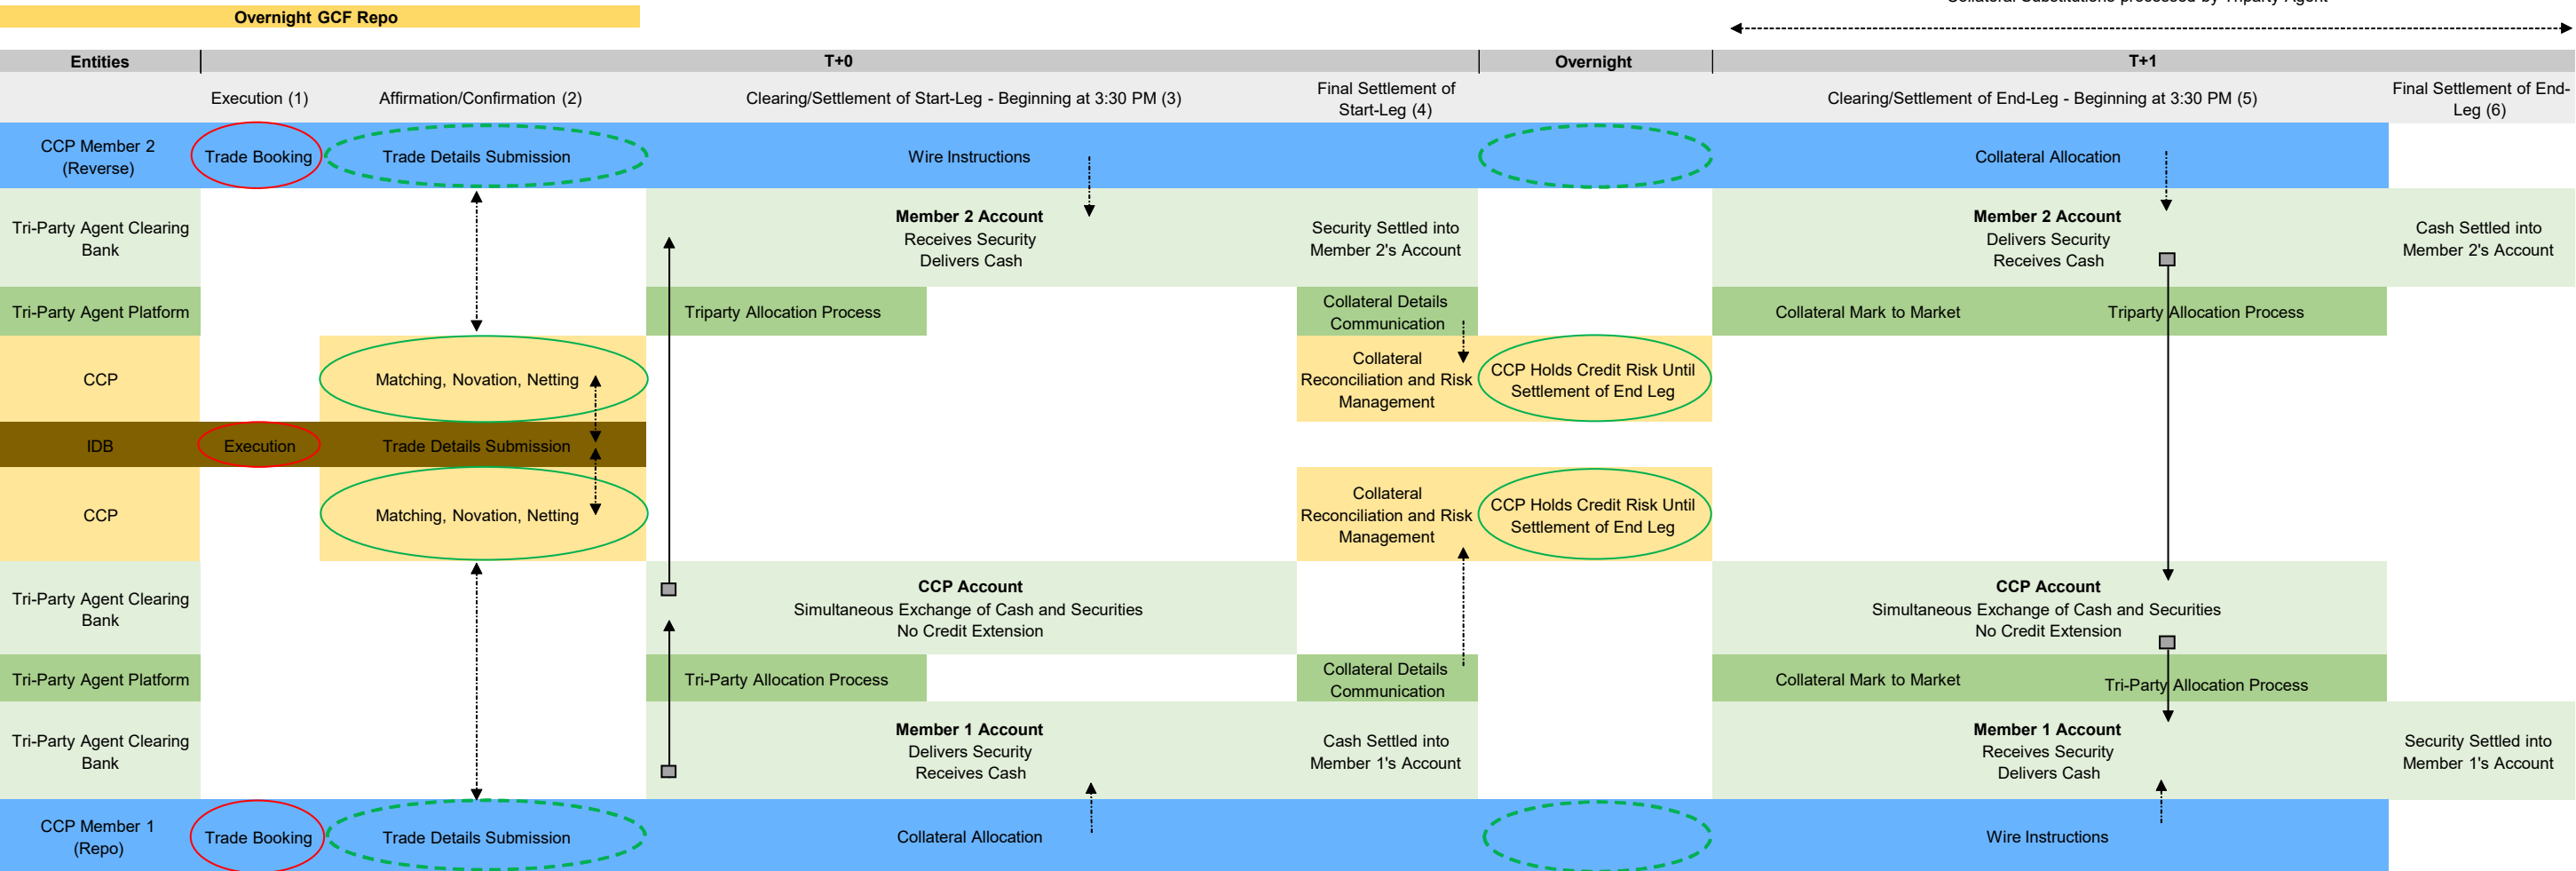 Collateral Substitutions processed by Triparty Agent
Overnight GCF Repo
Entities
T+0
Overnight
T+1
Execution (1)
Affirmation/Confirmation (2)
Clearing/Settlement of Start-Leg - Beginning at 3:30 PM (3)
Final Settlement of
Start-Leg (4)
Clearing/Settlement of End-Leg - Beginning at 3:30 PM (5)
Final Settlement of End-
Leg (6)
CCP Member 2
(Reverse)
Trade Booking
Trade Details Submission
Wire Instructions
Collateral Allocation
Tri-Party Agent Clearing
Bank
Member 2 Account
Receives Security
Delivers Cash
Security Settled into
Member 2's Account
Member 2 Account
Delivers Security
Receives Cash
Cash Settled into
Member 2's Account
Tri-Party Agent Platform
Triparty Allocation Process
Collateral Details
Communication
Collateral Mark to Market
Triparty Allocation Process
CCP
Matching, Novation, Netting
Collateral
Reconciliation and Risk
Management
CCP Holds Credit Risk Until
Settlement of End Leg
IDB
Execution
Trade Details Submission
CCP
Matching, Novation, Netting
Collateral
Reconciliation and Risk
Management
CCP Holds Credit Risk Until
Settlement of End Leg
Tri-Party Agent Clearing
Bank
CCP Account
Simultaneous Exchange of Cash and Securities
No Credit Extension
CCP Account
Simultaneous Exchange of Cash and Securities
No Credit Extension
Tri-Party Agent Platform
Tri-Party Allocation Process
Collateral Details
Communication
Collateral Mark to Market
Tri-Party Allocation Process
Tri-Party Agent Clearing
Bank
Member 1 Account
Delivers Security
Receives Cash
Cash Settled into
Member 1's Account
Member 1 Account
Receives Security
Delivers Cash
Security Settled into
Member 1's Account
CCP Member 1
(Repo)
Trade Booking
Trade Details Submission
Collateral Allocation
Wire Instructions